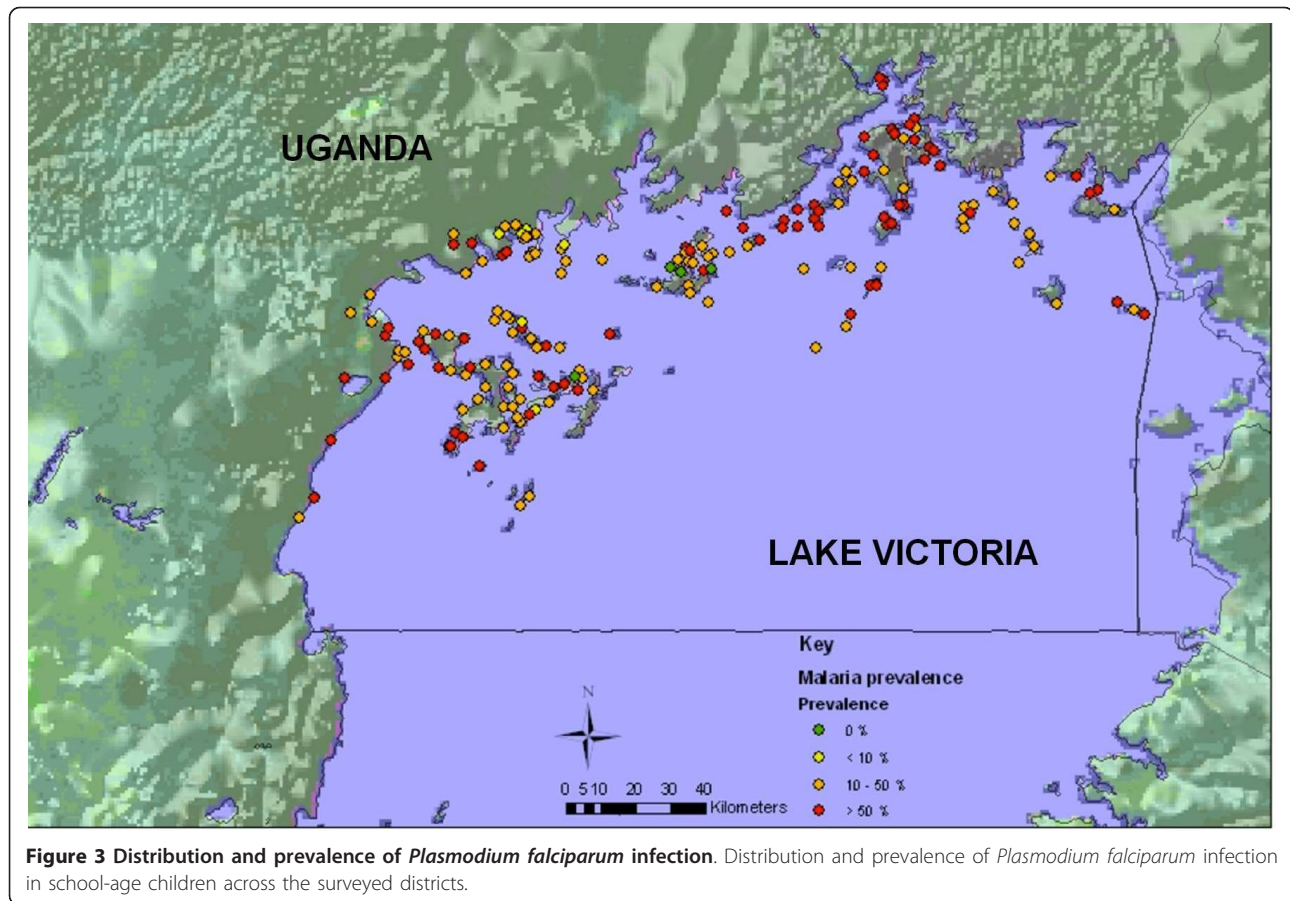 UGANDA
LAKE VICTORIA
Key
Malaria prevalence
Prevalence
0 %
< 10 %
10 - 50 %
> 50 %
N
0 5 10 20 30 40
Kilometers
Figure 3 Distribution and prevalence of Plasmodium falciparum infection. Distribution and prevalence of Plasmodium falciparum infection
in school-age children across the surveyed districts.